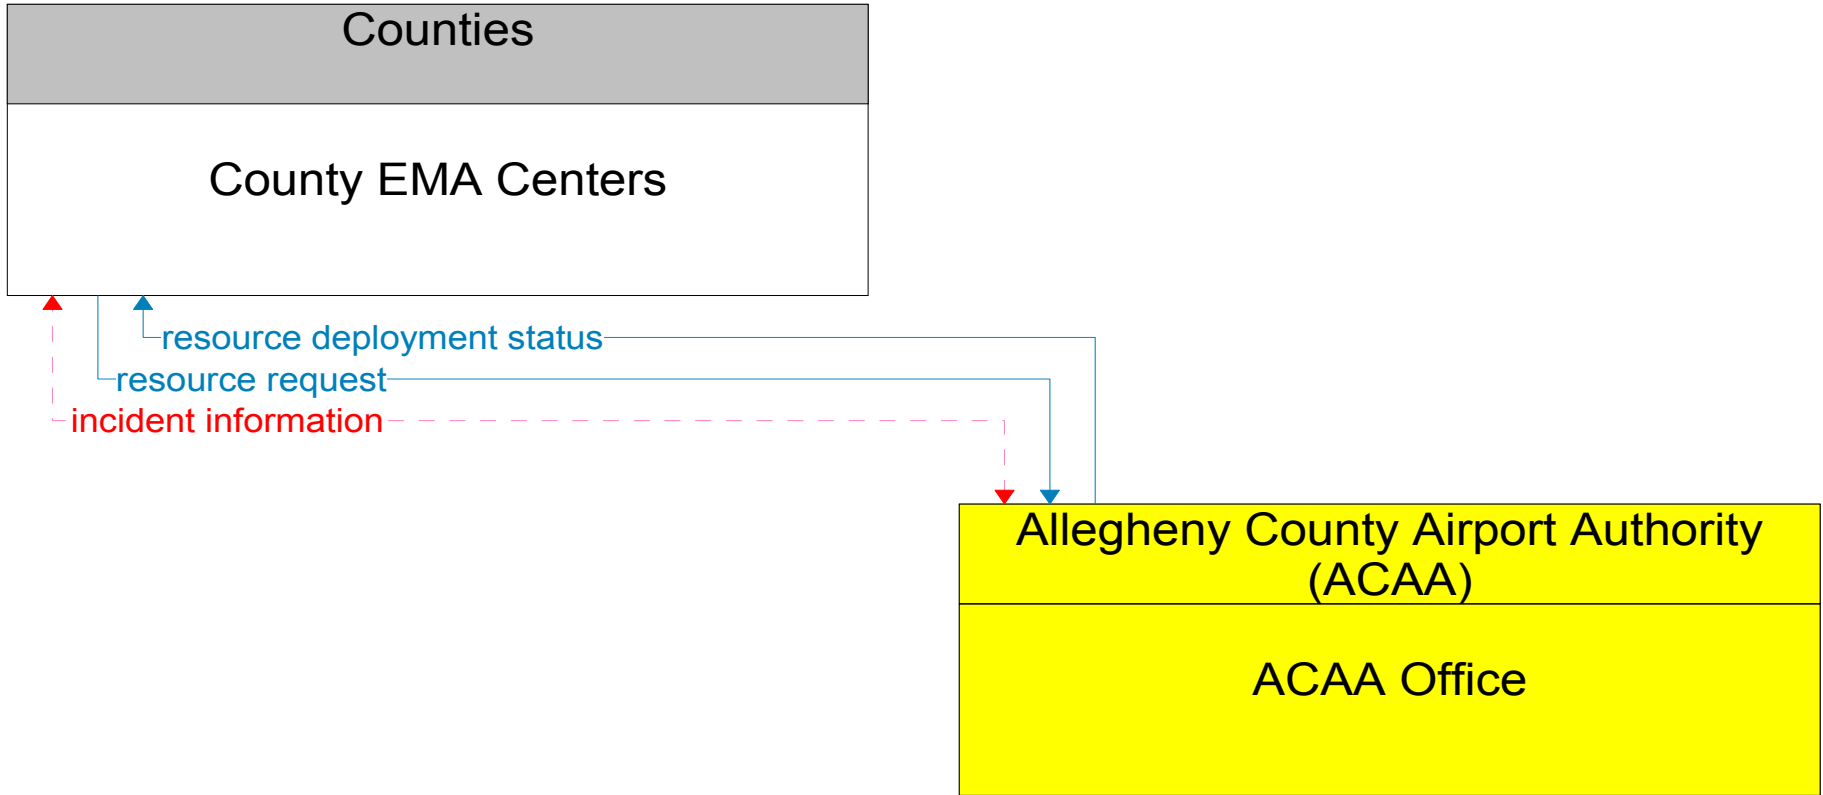 Counties
County EMA Centers
resource deployment status
resource request
incident information
Allegheny County Airport Authority
(ACAA)
ACAA Office